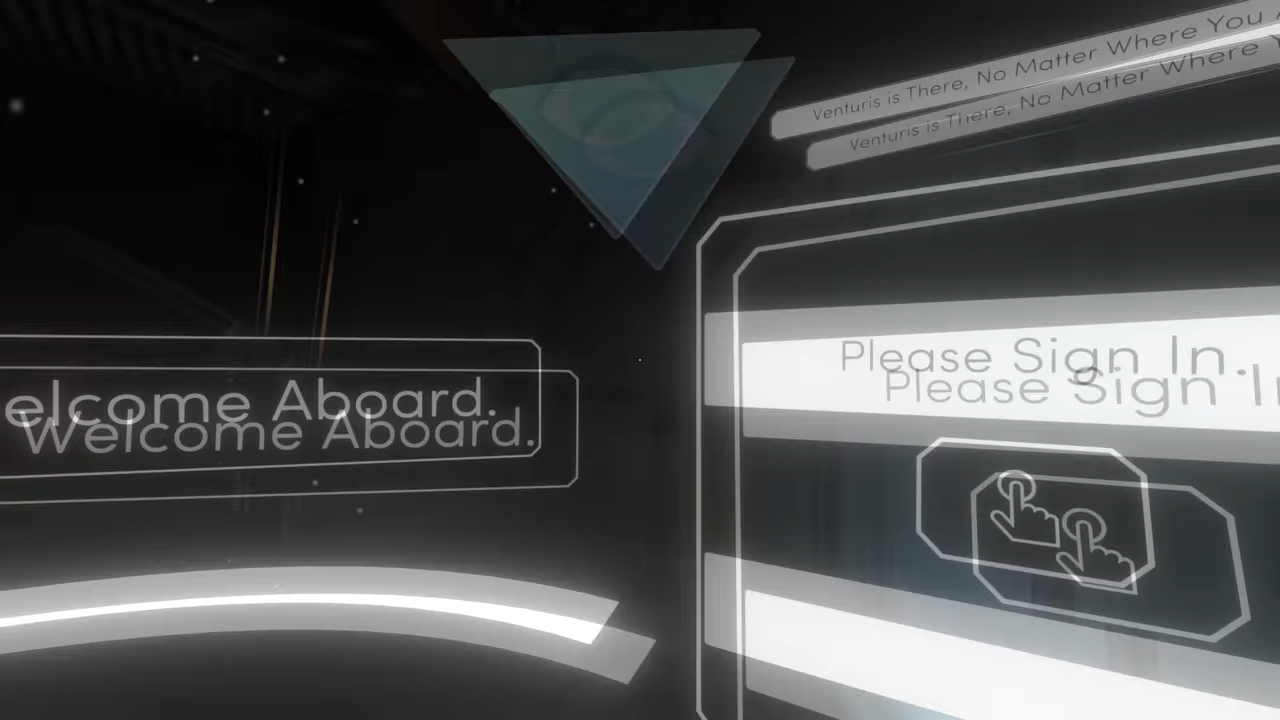 Venturis is There, No Matter Where You
Venturis is There, No Matter Where
Please Sign In.
Please Sign In
elcome Aboard.
Welcome Aboard.